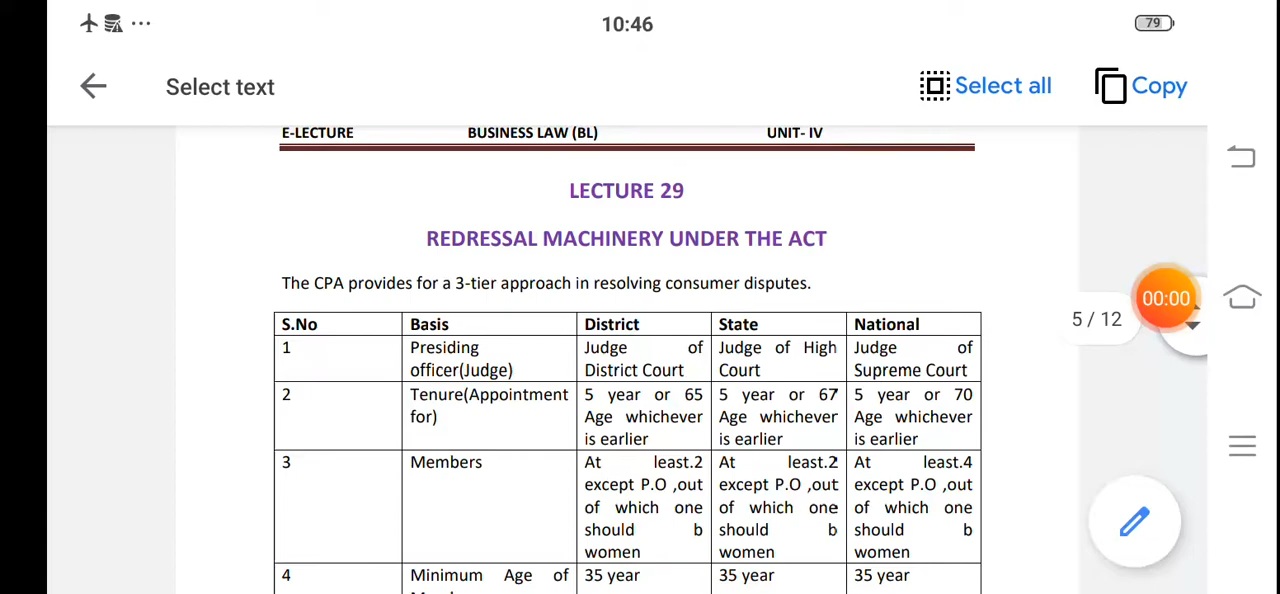 10:46
79
Select text
Select all
Copy
E-LECTURE BUSINESS LAW (BL) UNIT- IV
LECTURE 29
REDRESSAL MACHINERY UNDER THE ACT
The CPA provides for a 3-tier approach in resolving consumer disputes.
5 / 12
00:00
S.No Basis District State National
1 Presiding Judge of Judge of High Judge of
officer(Judge) District Court Court Supreme Court
2 Tenure(Appointment 5 year or 65 5 year or 67 5 year or 70
for) Age whichever Age whichever Age whichever
is earlier is earlier is earlier
3 Members At least.2 At least.2 At least.4
except P.O ,out except P.O ,out except P.O ,out
of which one of which one of which one
should b should b should b
women women women
4 Minimum Age of 35 year 35 year 35 year